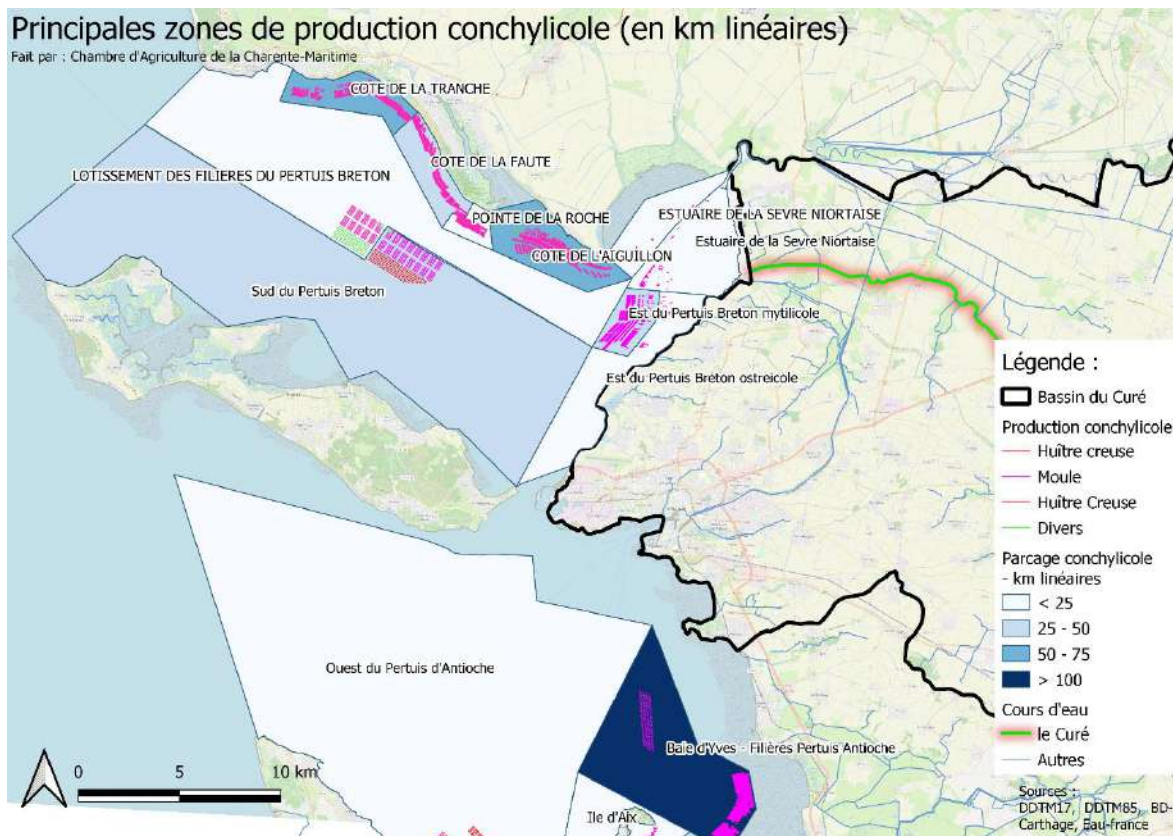 Principales zones de production conchylicole (en km linéaires)
Fait par : Chambre d'Agriculture de la Charente-Maritime
COTE DE LA TRANCHE
COTE DE LA FAUTE
LOTISSEMENT DES FILIERES DU PERTUIS BRETON
POINTE DE LA ROCHE
ESTUAIRE DE LA SEVRE NIORTAISE
Estuaire de la Sevre Niortaise
COTE DE L'AIGUILLON
Sud du Pertuis Breton
Est du Pertuis Breton mytilicole
Est du Pertuis Breton ostreicole
Ouest du Pertuis d'Antioche
Baie d'Yves - Filières Pertuis Antioche
Ile d'Aix
0 5 10 km
Légende :
Bassin du Curé
Production conchylicole
Huître creuse
Moule
Huître Creuse
Divers
Parcage conchylicole
- km linéaires
< 25
25 - 50
50 - 75
> 100
Cours d'eau
le Curé
Autres
Sources :
DDTM17, DDTM85, BD-
Carthage, Eau-france